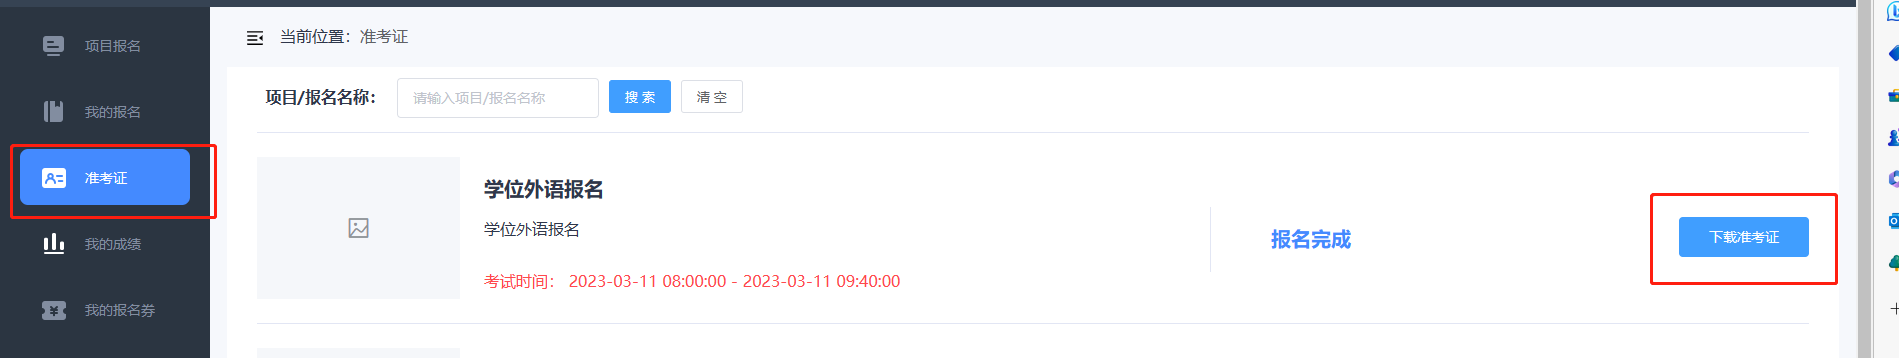 项目报名
我的报名
准考证
我的成绩
我的报名券
当前位置：准考证
项目/报名名称：
请输入项目/报名名称
搜 索
清 空
学位外语报名
学位外语报名
考试时间： 2023-03-11 08:00:00 - 2023-03-11 09:40:00
报名完成
下载准考证